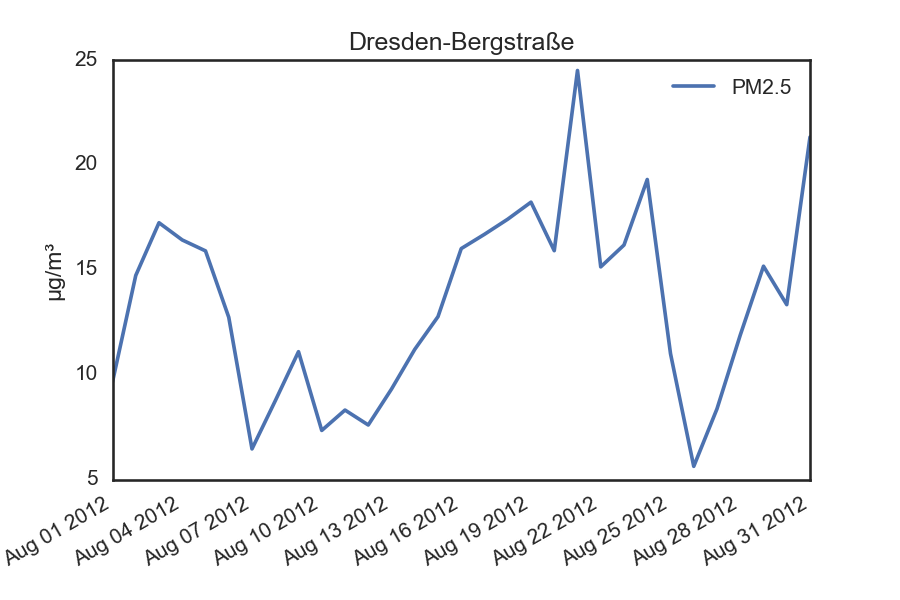 Dresden-Bergstraße
25
20
15
10
5
µg/m³
PM2.5
Aug 01 2012
Aug 04 2012
Aug 07 2012
Aug 10 2012
Aug 13 2012
Aug 16 2012
Aug 19 2012
Aug 22 2012
Aug 25 2012
Aug 28 2012
Aug 31 2012